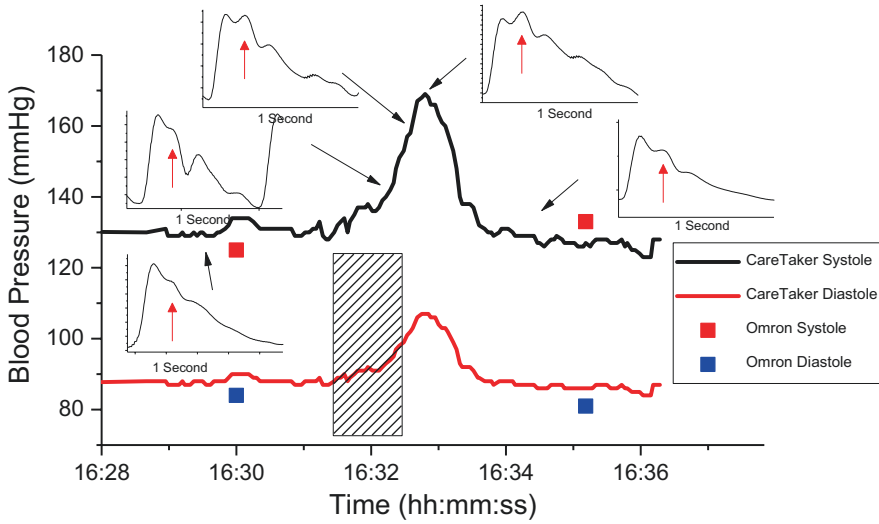 1 Second
1 Second
1 Second
1 Second
1 Second
180
160
140
120
100
80
Blood Pressure (mmHg)
CareTaker Systole
CareTaker Diastole
Omron Systole
Omron Diastole
16:28
16:30
16:32
16:34
16:36
Time (hh:mm:ss)